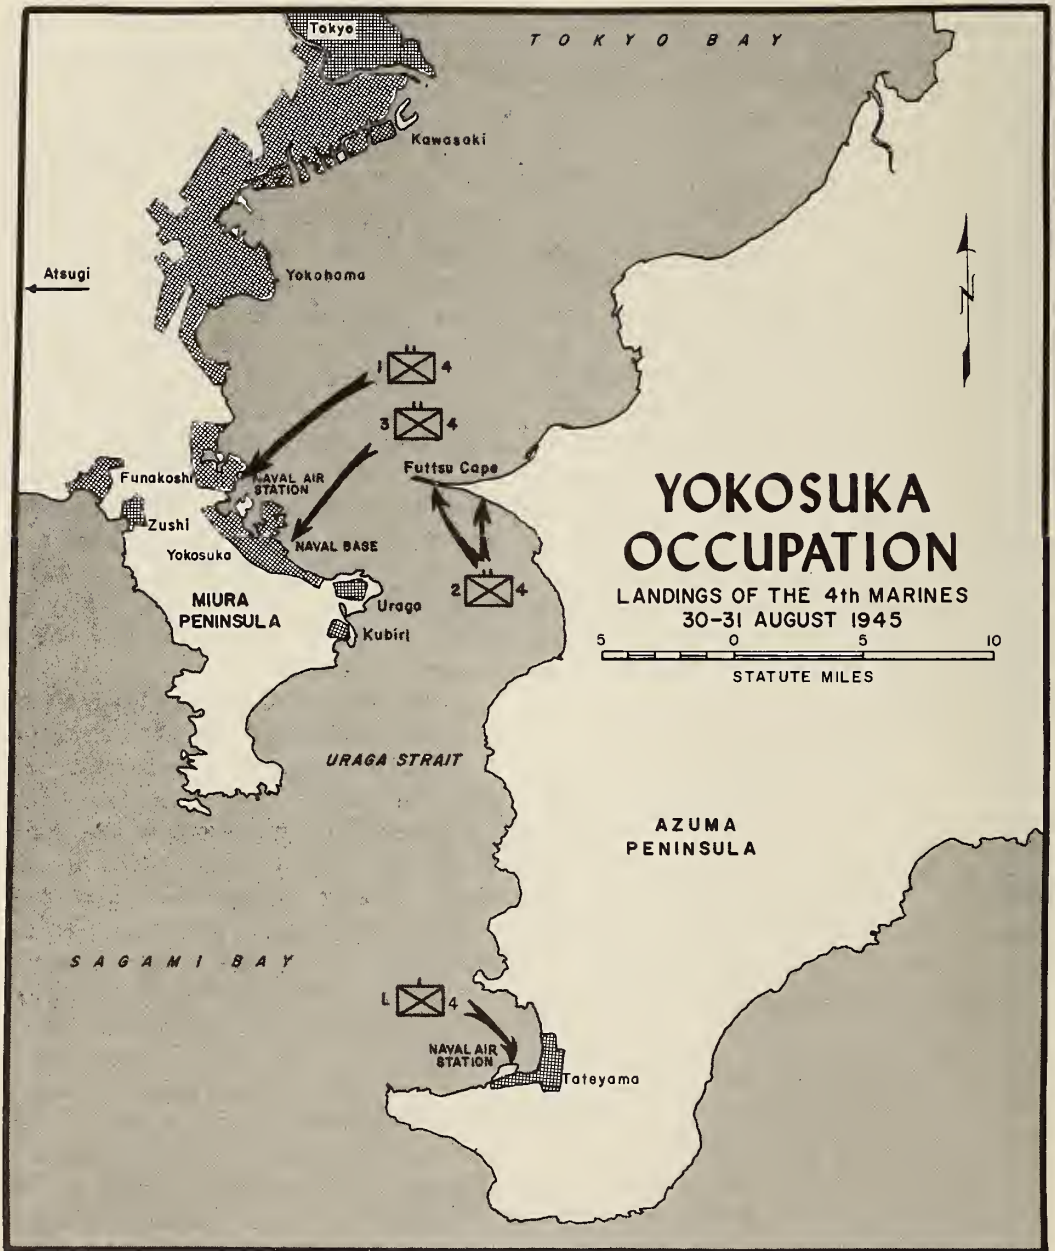 Tokyo
TOKYO BAY
Kawasaki
Atsugi
Yokohama
1 4
3 4
Futtsu Cape
Funakoshi
NAVAL AIR
STATION
Zushi
Yokosuka
NAVAL BASE
2 4
MIURA
PENINSULA
Uraga
Kubiri
N
YOKOSUKA
OCCUPATION
LANDINGS OF THE 4th MARINES
30-31 AUGUST 1945
5 0 5 10
STATUTE MILES
URAGA STRAIT
AZUMA
PENINSULA
SAGAMI BAY
L 4
NAVAL AIR
STATION
Tateyama